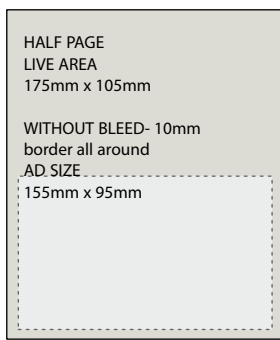 HALF PAGE
LIVE AREA
175mm x 105mm
WITHOUT BLEED- 10mm
border all around
AD SIZE
155mm x 95mm